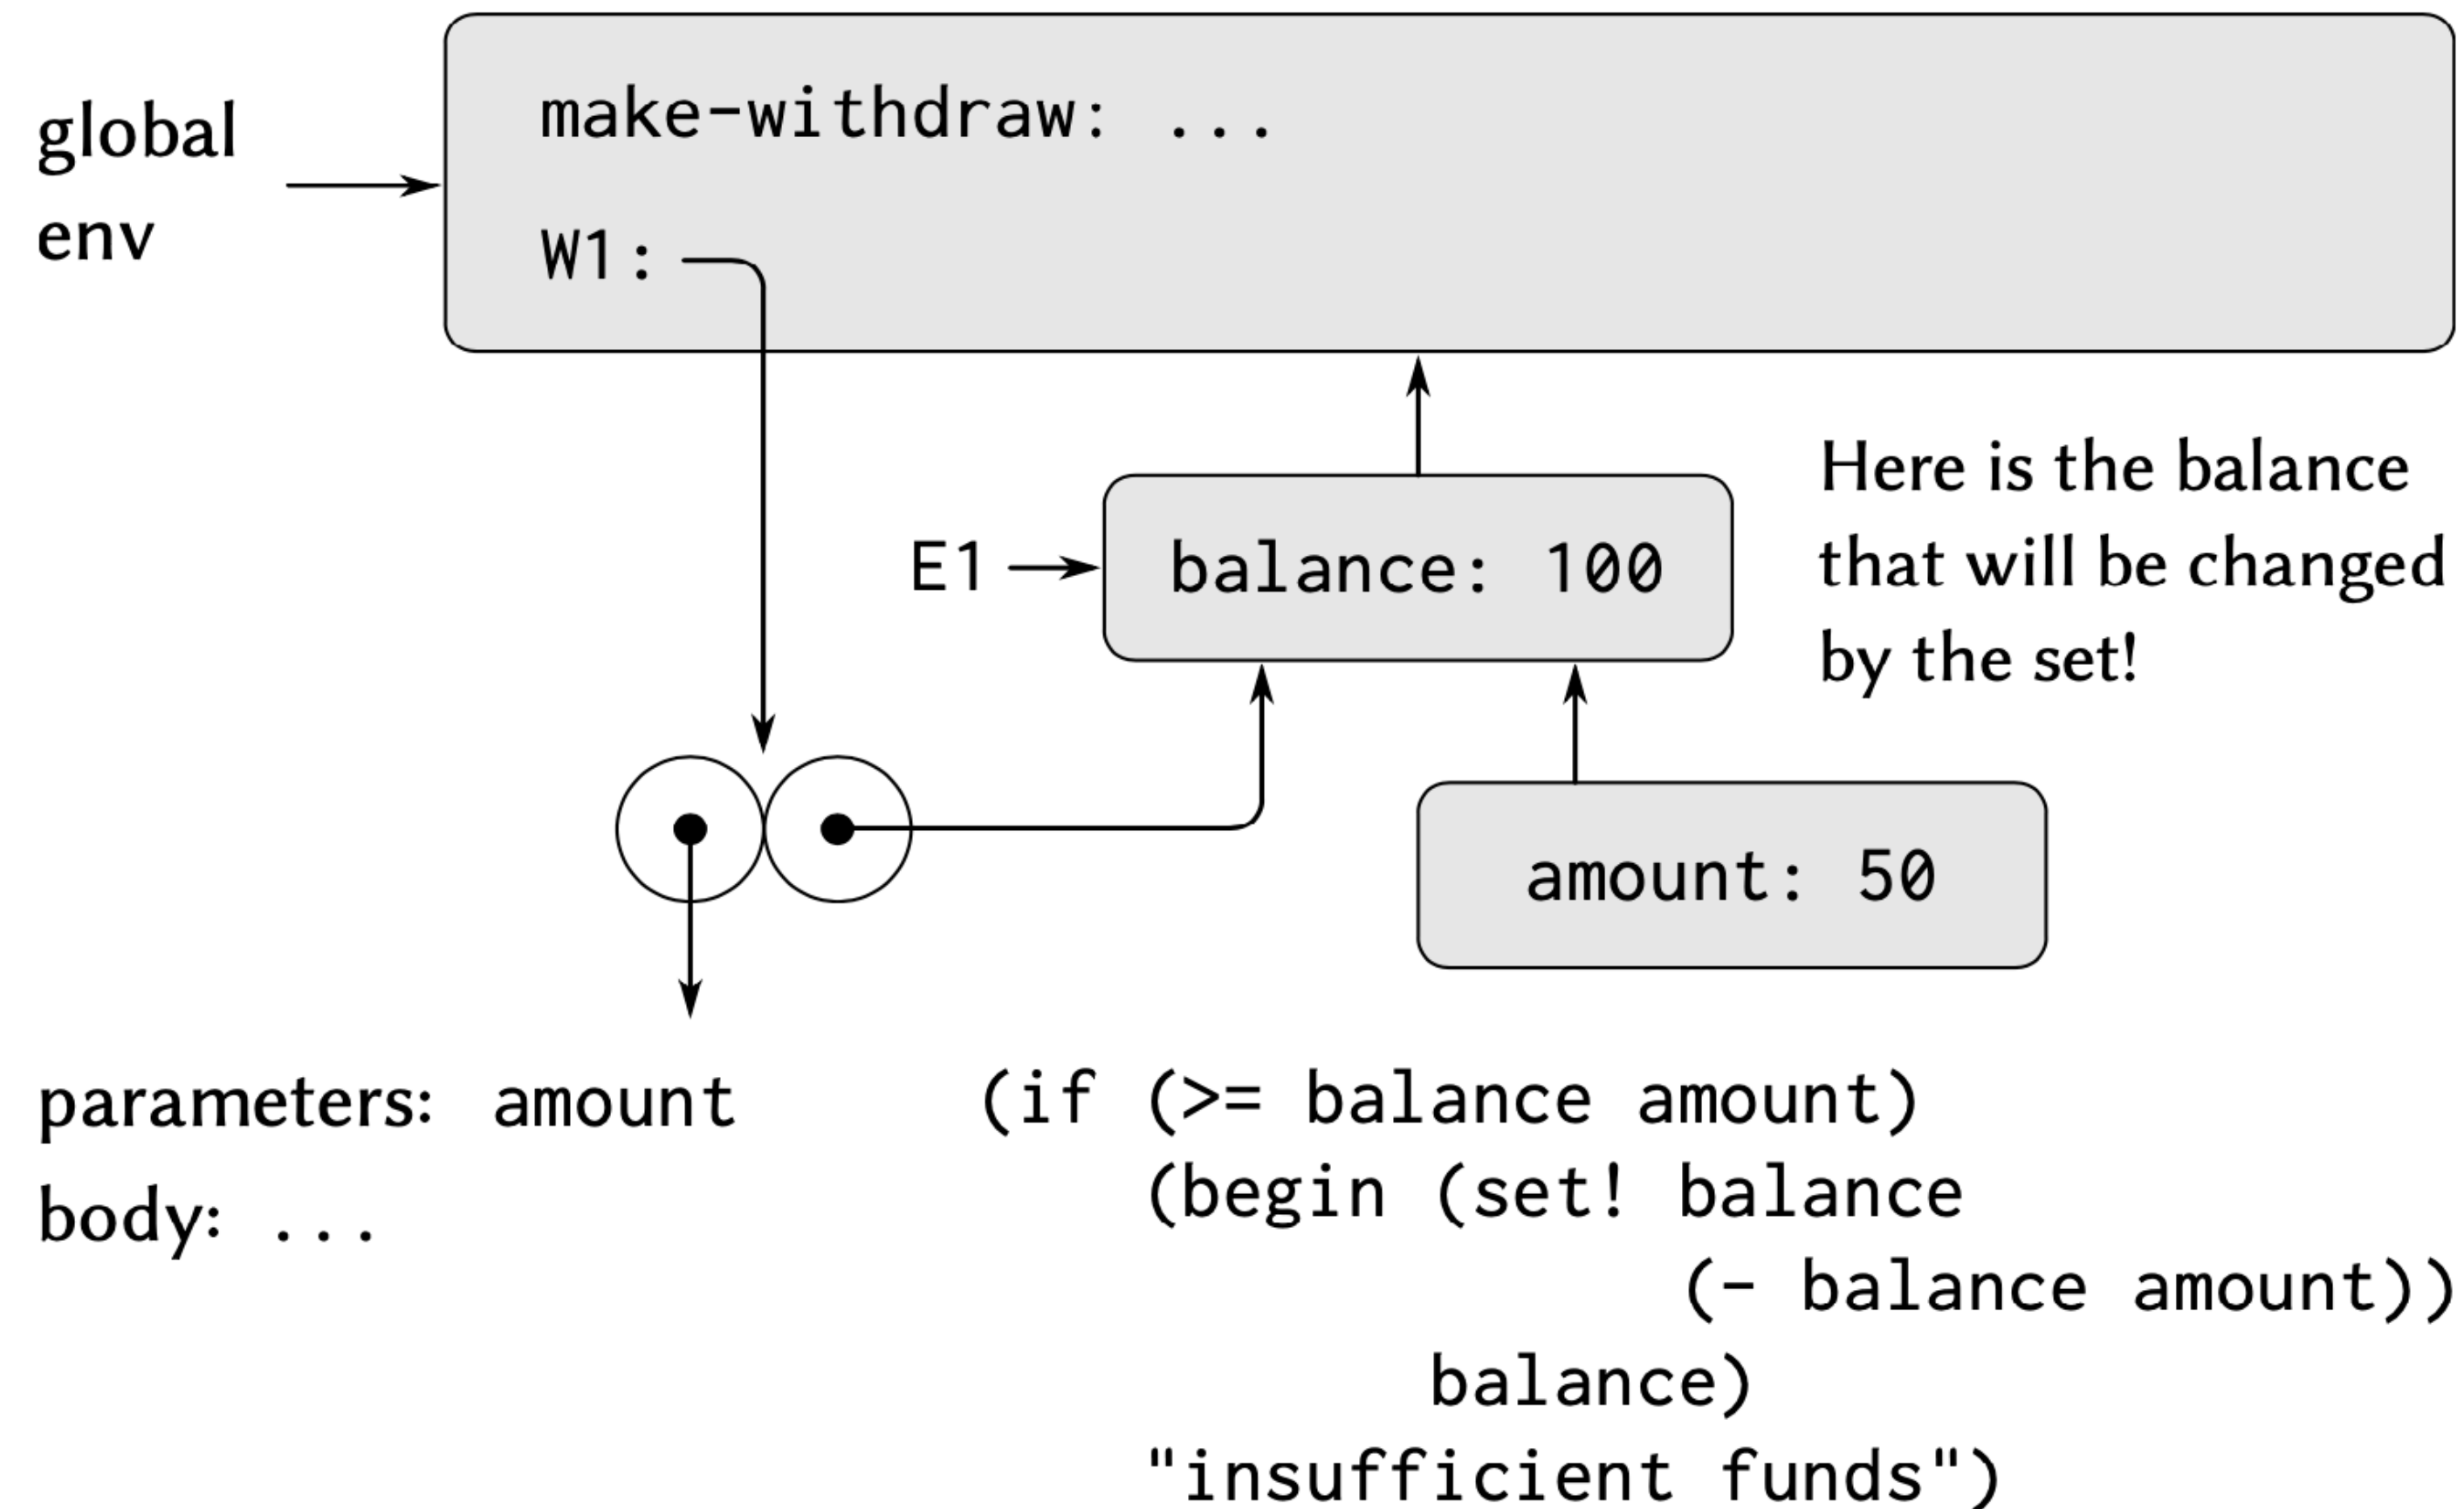 global
env
make-withdraw: ...
W1:
E1
balance: 100
Here is the balance
that will be changed
by the set!
amount: 50
parameters: amount
body: ...
(if (>= balance amount)
(begin (set! balance
(- balance amount))
balance)
"insufficient funds")